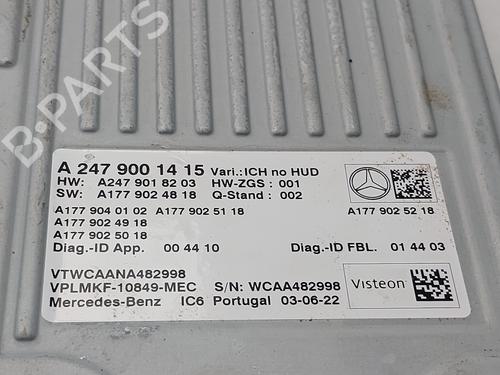 B-PARTS
A 247 900 14 15 Vari.:ICH no HUD
HW: A247 901 82 03 HW-ZGS : 001
SW: A177 902 48 18 Q-Stand : 002
A177 904 01 02 A177 902 51 18
A177 902 49 18
A177 902 50 18
A177 902 52 18
Diag.-ID App. 00 44 10 Diag.-ID FBL. 01 44 03
VTWCAANA482998
VPLMKF-10849-MEC S/N: WCAA482998
Visteon
Mercedes-Benz IC6 Portugal 03-06-22